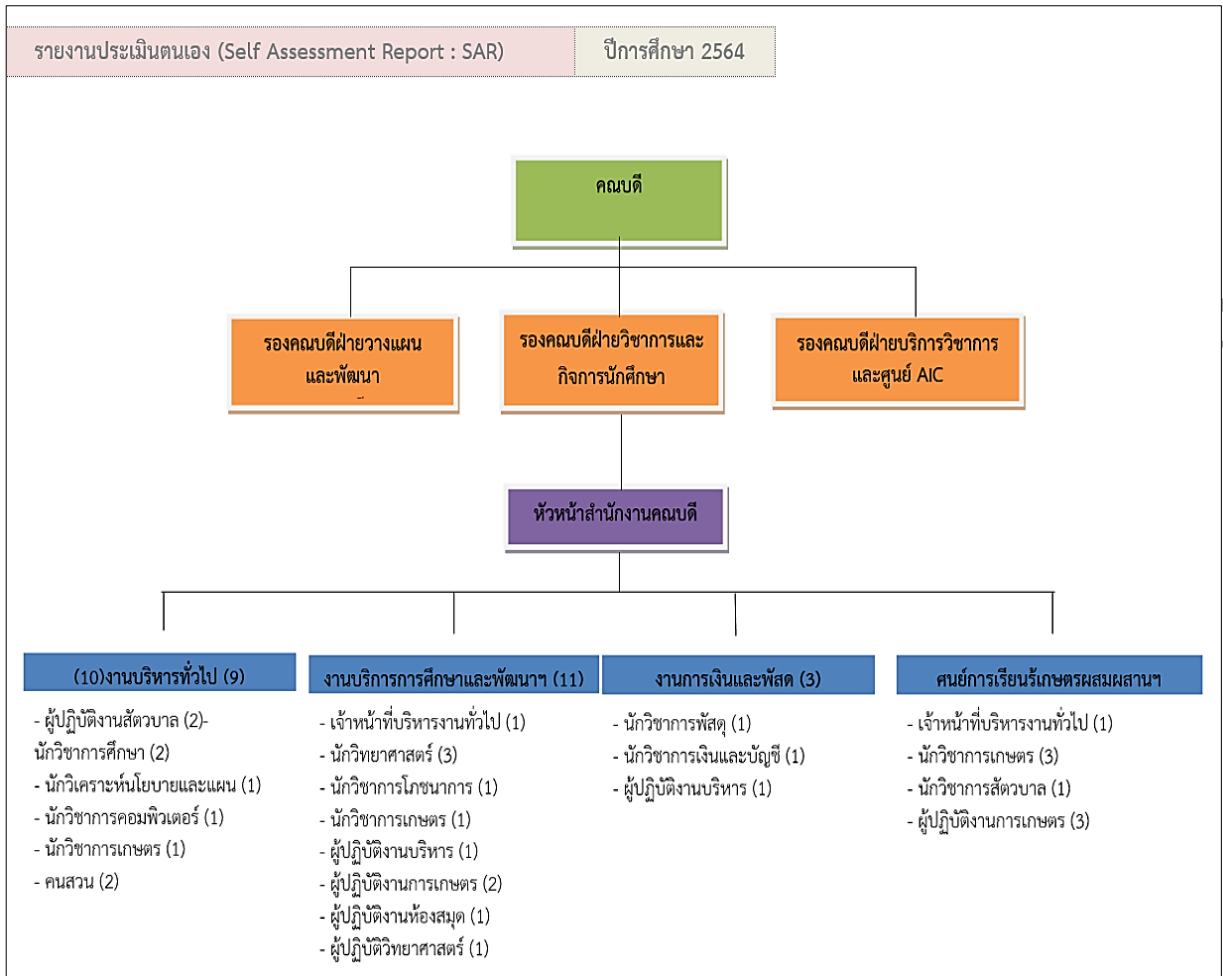 รายงานประเมินตนเอง (Self Assessment Report : SAR)
ปีการศึกษา 2564
คณบดี
รองคณบดีฝ่ายวางแผน
และพัฒนา
รองคณบดีฝ่ายวิชาการและ
กิจการนักศึกษา
รองคณบดีฝ่ายบริการวิชาการ
และศูนย์ AIC
หัวหน้าสำนักงานคณบดี
(10)งานบริหารทั่วไป (9)
- ผู้ปฏิบัติงานสัตวบาล (2)-
นักวิชาการศึกษา (2)
- นักวิเคราะห์นโยบายและแผน (1)
- นักวิชาการคอมพิวเตอร์ (1)
- นักวิชาการเกษตร (1)
- คนสวน (2)
งานบริการการศึกษาและพัฒนาฯ (11)
- เจ้าหน้าที่บริหารงานทั่วไป (1)
- นักวิทยาศาสตร์ (3)
- นักวิชาการโภชนาการ (1)
- นักวิชาการเกษตร (1)
- ผู้ปฏิบัติงานบริหาร (1)
- ผู้ปฏิบัติงานการเกษตร (2)
- ผู้ปฏิบัติงานห้องสมุด (1)
- ผู้ปฏิบัติวิทยาศาสตร์ (1)
งานการเงินและพัสดุ (3)
- นักวิชาการพัสดุ (1)
- นักวิชาการเงินและบัญชี (1)
- ผู้ปฏิบัติงานบริหาร (1)
ศูนย์การเรียนรู้เกษตรผสมผสานฯ
- เจ้าหน้าที่บริหารงานทั่วไป (1)
- นักวิชาการเกษตร (3)
- นักวิชาการสัตวบาล (1)
- ผู้ปฏิบัติงานการเกษตร (3)